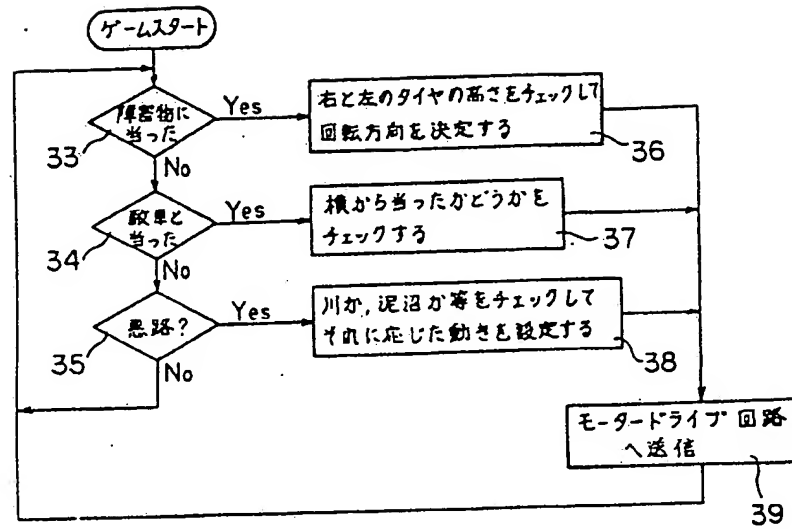 ゲームスタート
障害物に
当った
Yes
右と左のタイヤの高さをチェックして
回転方向を決定する
33
36
No
敵車と
当った
Yes
横から当ったかどうかを
チェックする
34
37
No
悪路?
Yes
川か,泥沼か等をチェックして
それに応じた動きを設定する
35
38
No
モータードライブ回路
へ送信
39